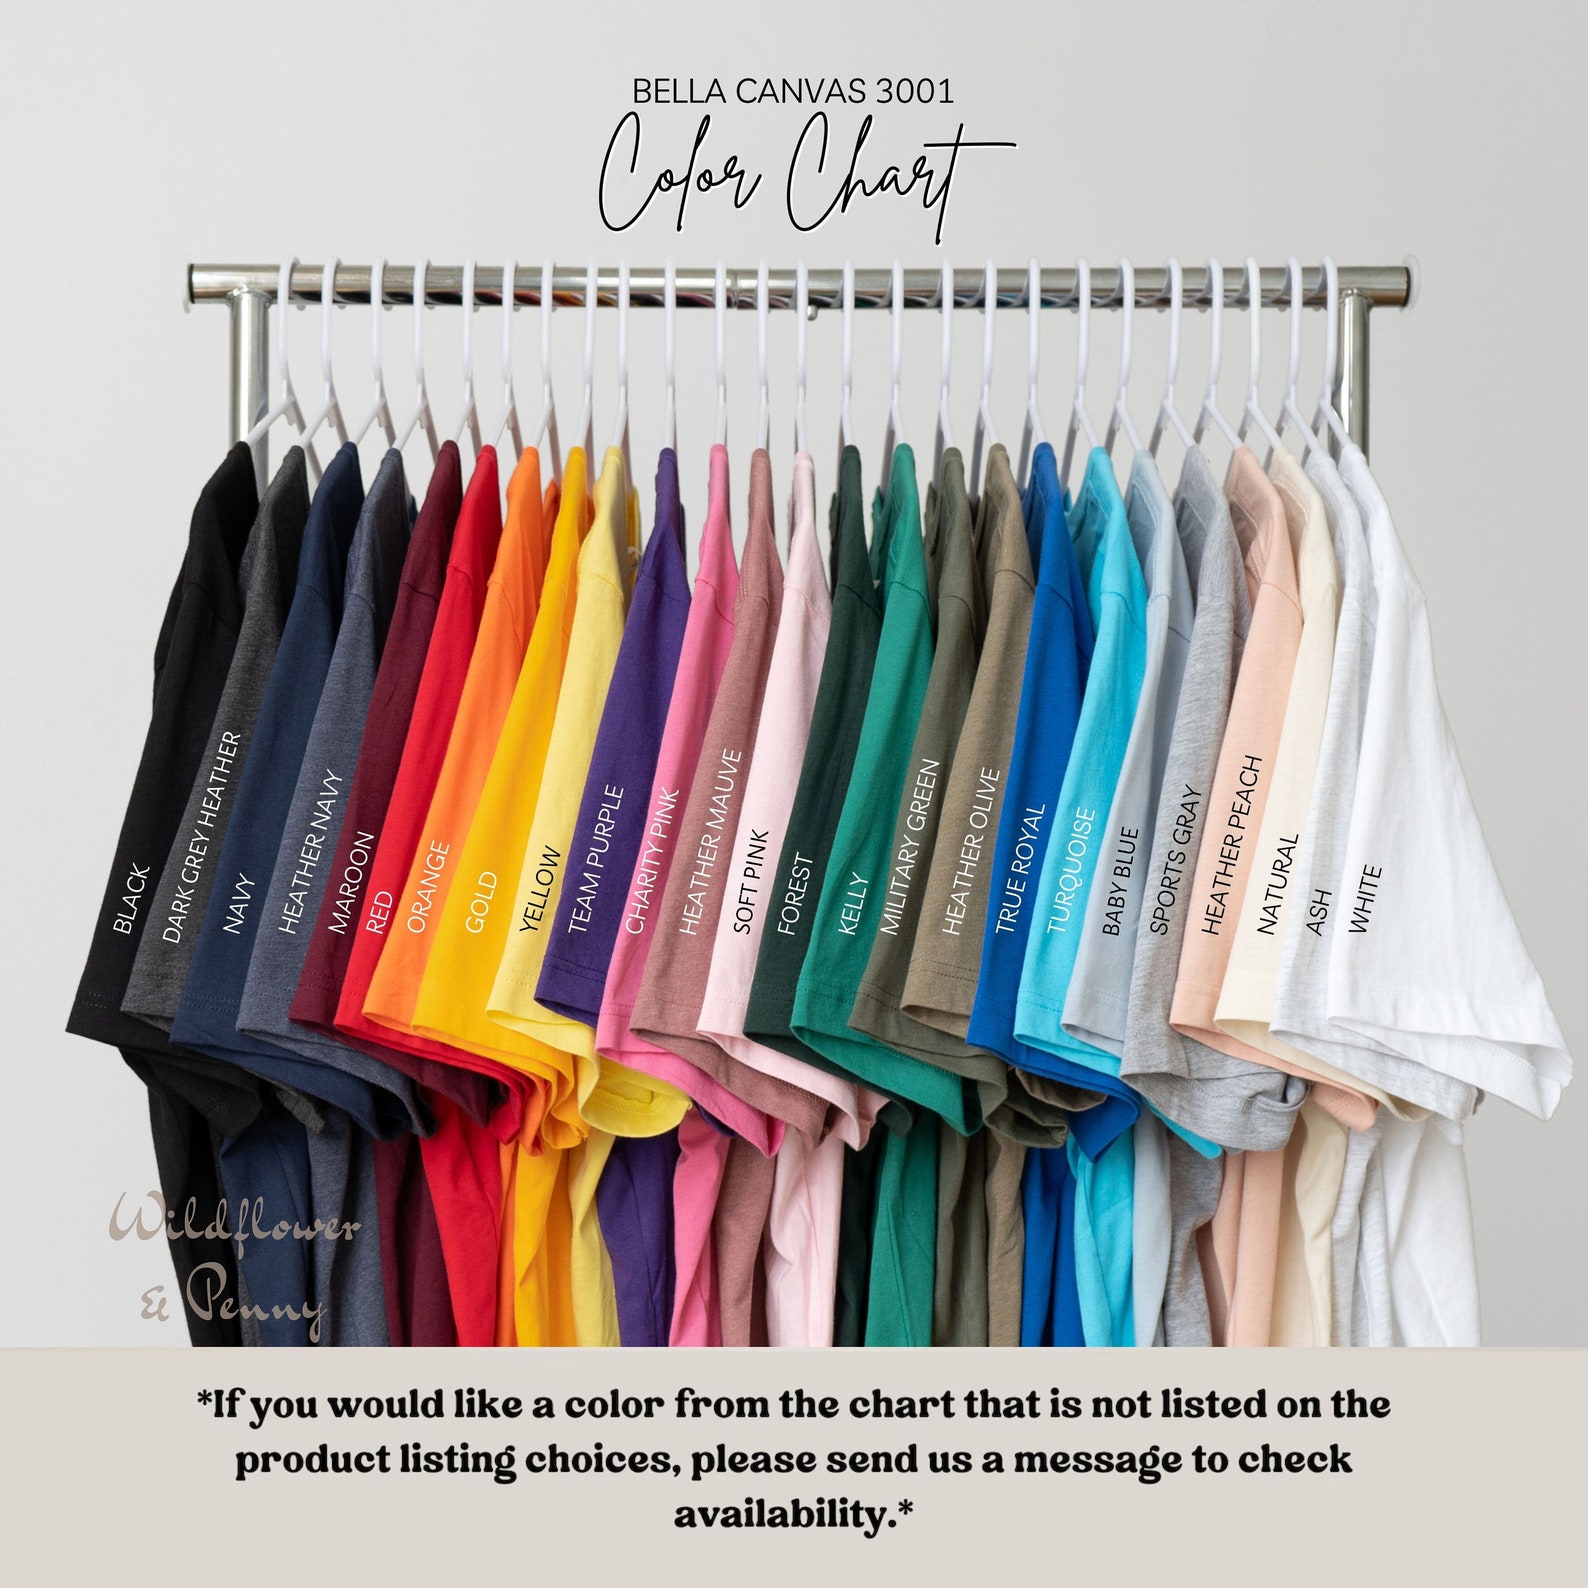 BELLA CANVAS 3001
Color Chart
BLACK
DARK GREY HEATHER
NAVY
HEATHER NAVY
MAROON
RED
ORANGE
GOLD
YELLOW
TEAM PURPLE
CHARITY PINK
HEATHER MAUVE
SOFT PINK
FOREST
KELLY
MILITARY GREEN
HEATHER OLIVE
TRUE ROYAL
TURQUOISE
BABY BLUE
SPORTS GRAY
HEATHER PEACH
NATURAL
ASH
WHITE
Wildflower
& Penny
*If you would like a color from the chart that is not listed on the
product listing choices, please send us a message to check
availability.*